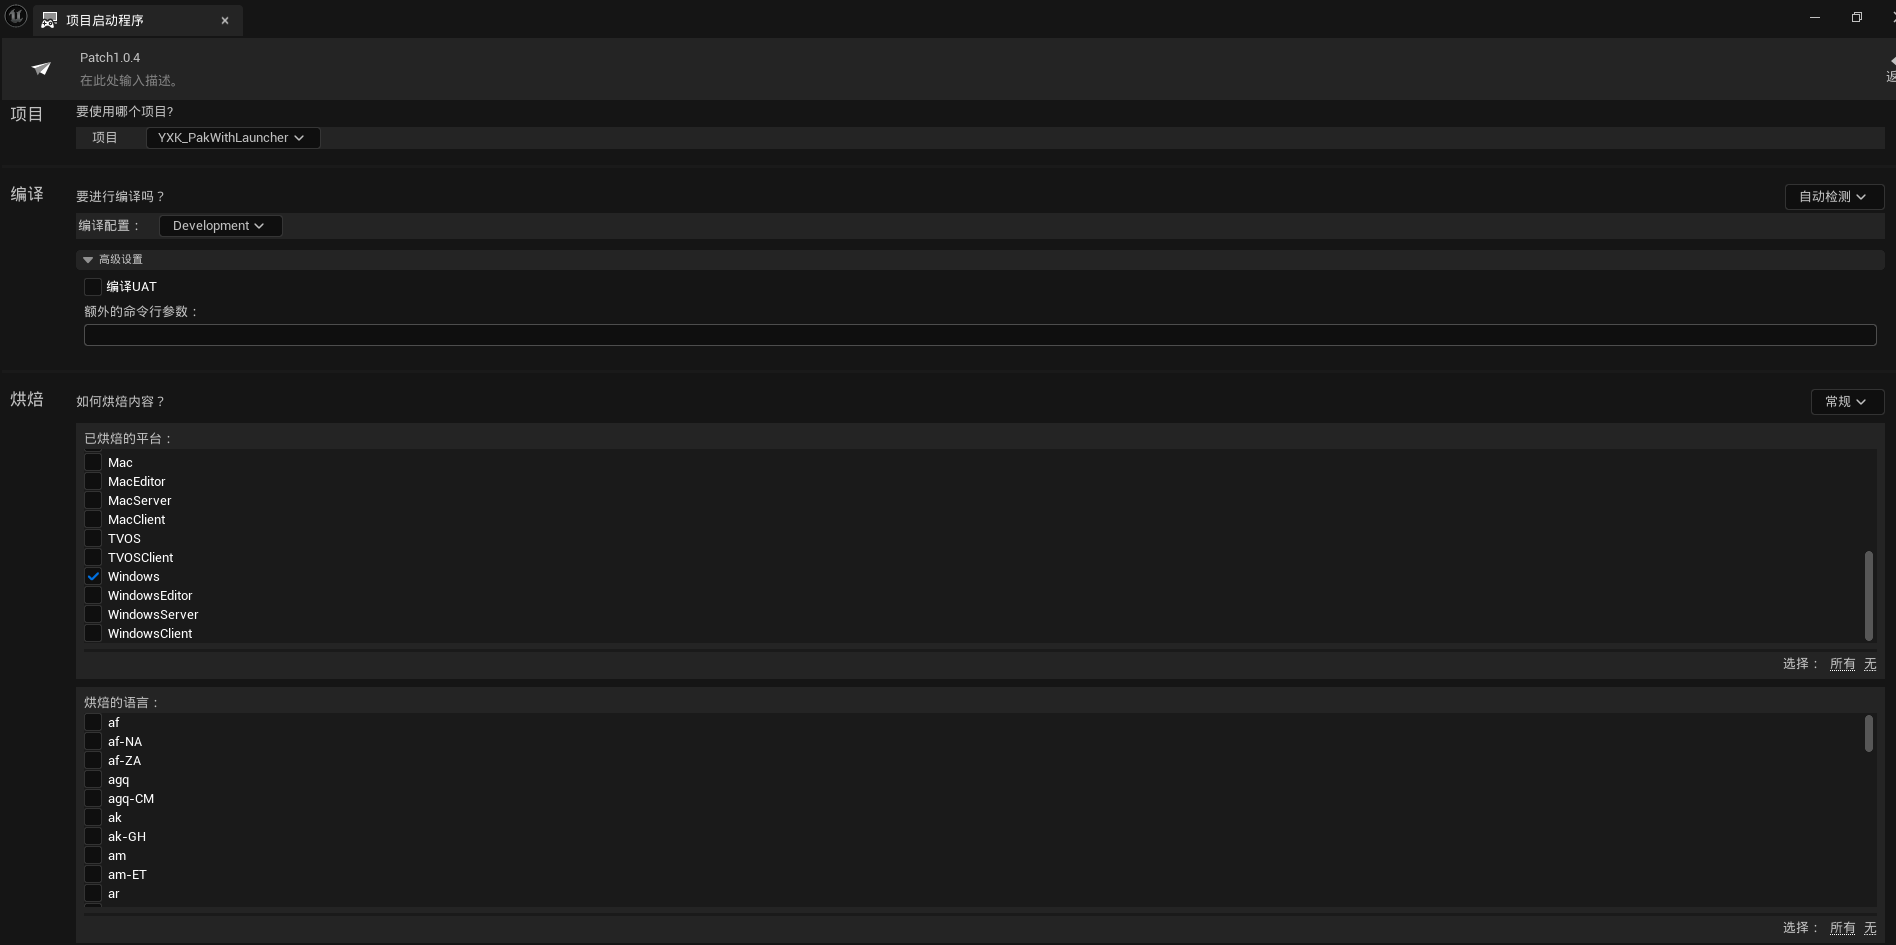 项目启动程序
Patch1.0.4
在此处输入描述。
返
项目
要使用哪个项目?
项目 YXK_PakWithLauncher
编译
要进行编译吗？
自动检测
编译配置： Development
高级设置
编译UAT
额外的命令行参数：
烘焙
如何烘焙内容？
常规
已烘焙的平台：
Mac
MacEditor
MacServer
MacClient
TVOS
TVOSClient
Windows
WindowsEditor
WindowsServer
WindowsClient
选择： 所有 无
烘焙的语言：
af
af-NA
af-ZA
agq
agq-CM
ak
ak-GH
am
am-ET
ar
选择： 所有 无